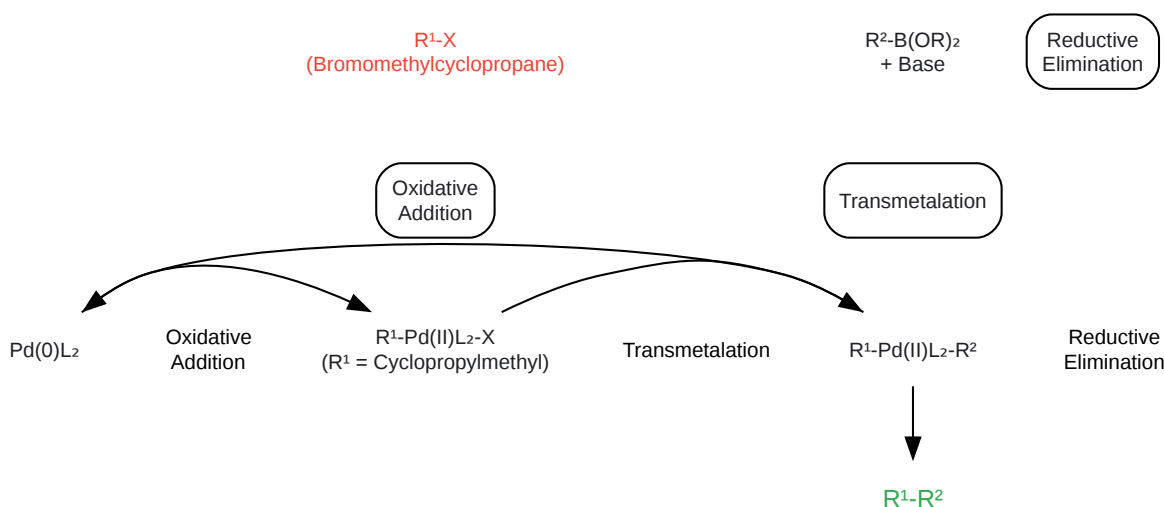 R¹-X
(Bromomethylcyclopropane)
R²-B(OR)₂
+ Base
Reductive
Elimination
Oxidative
Addition
Transmetalation
Pd(0)L₂
Oxidative
Addition
R¹-Pd(II)L₂-X
(R¹ = Cyclopropylmethyl)
Transmetalation
R¹-Pd(II)L₂-R²
Reductive
Elimination
R¹-R²